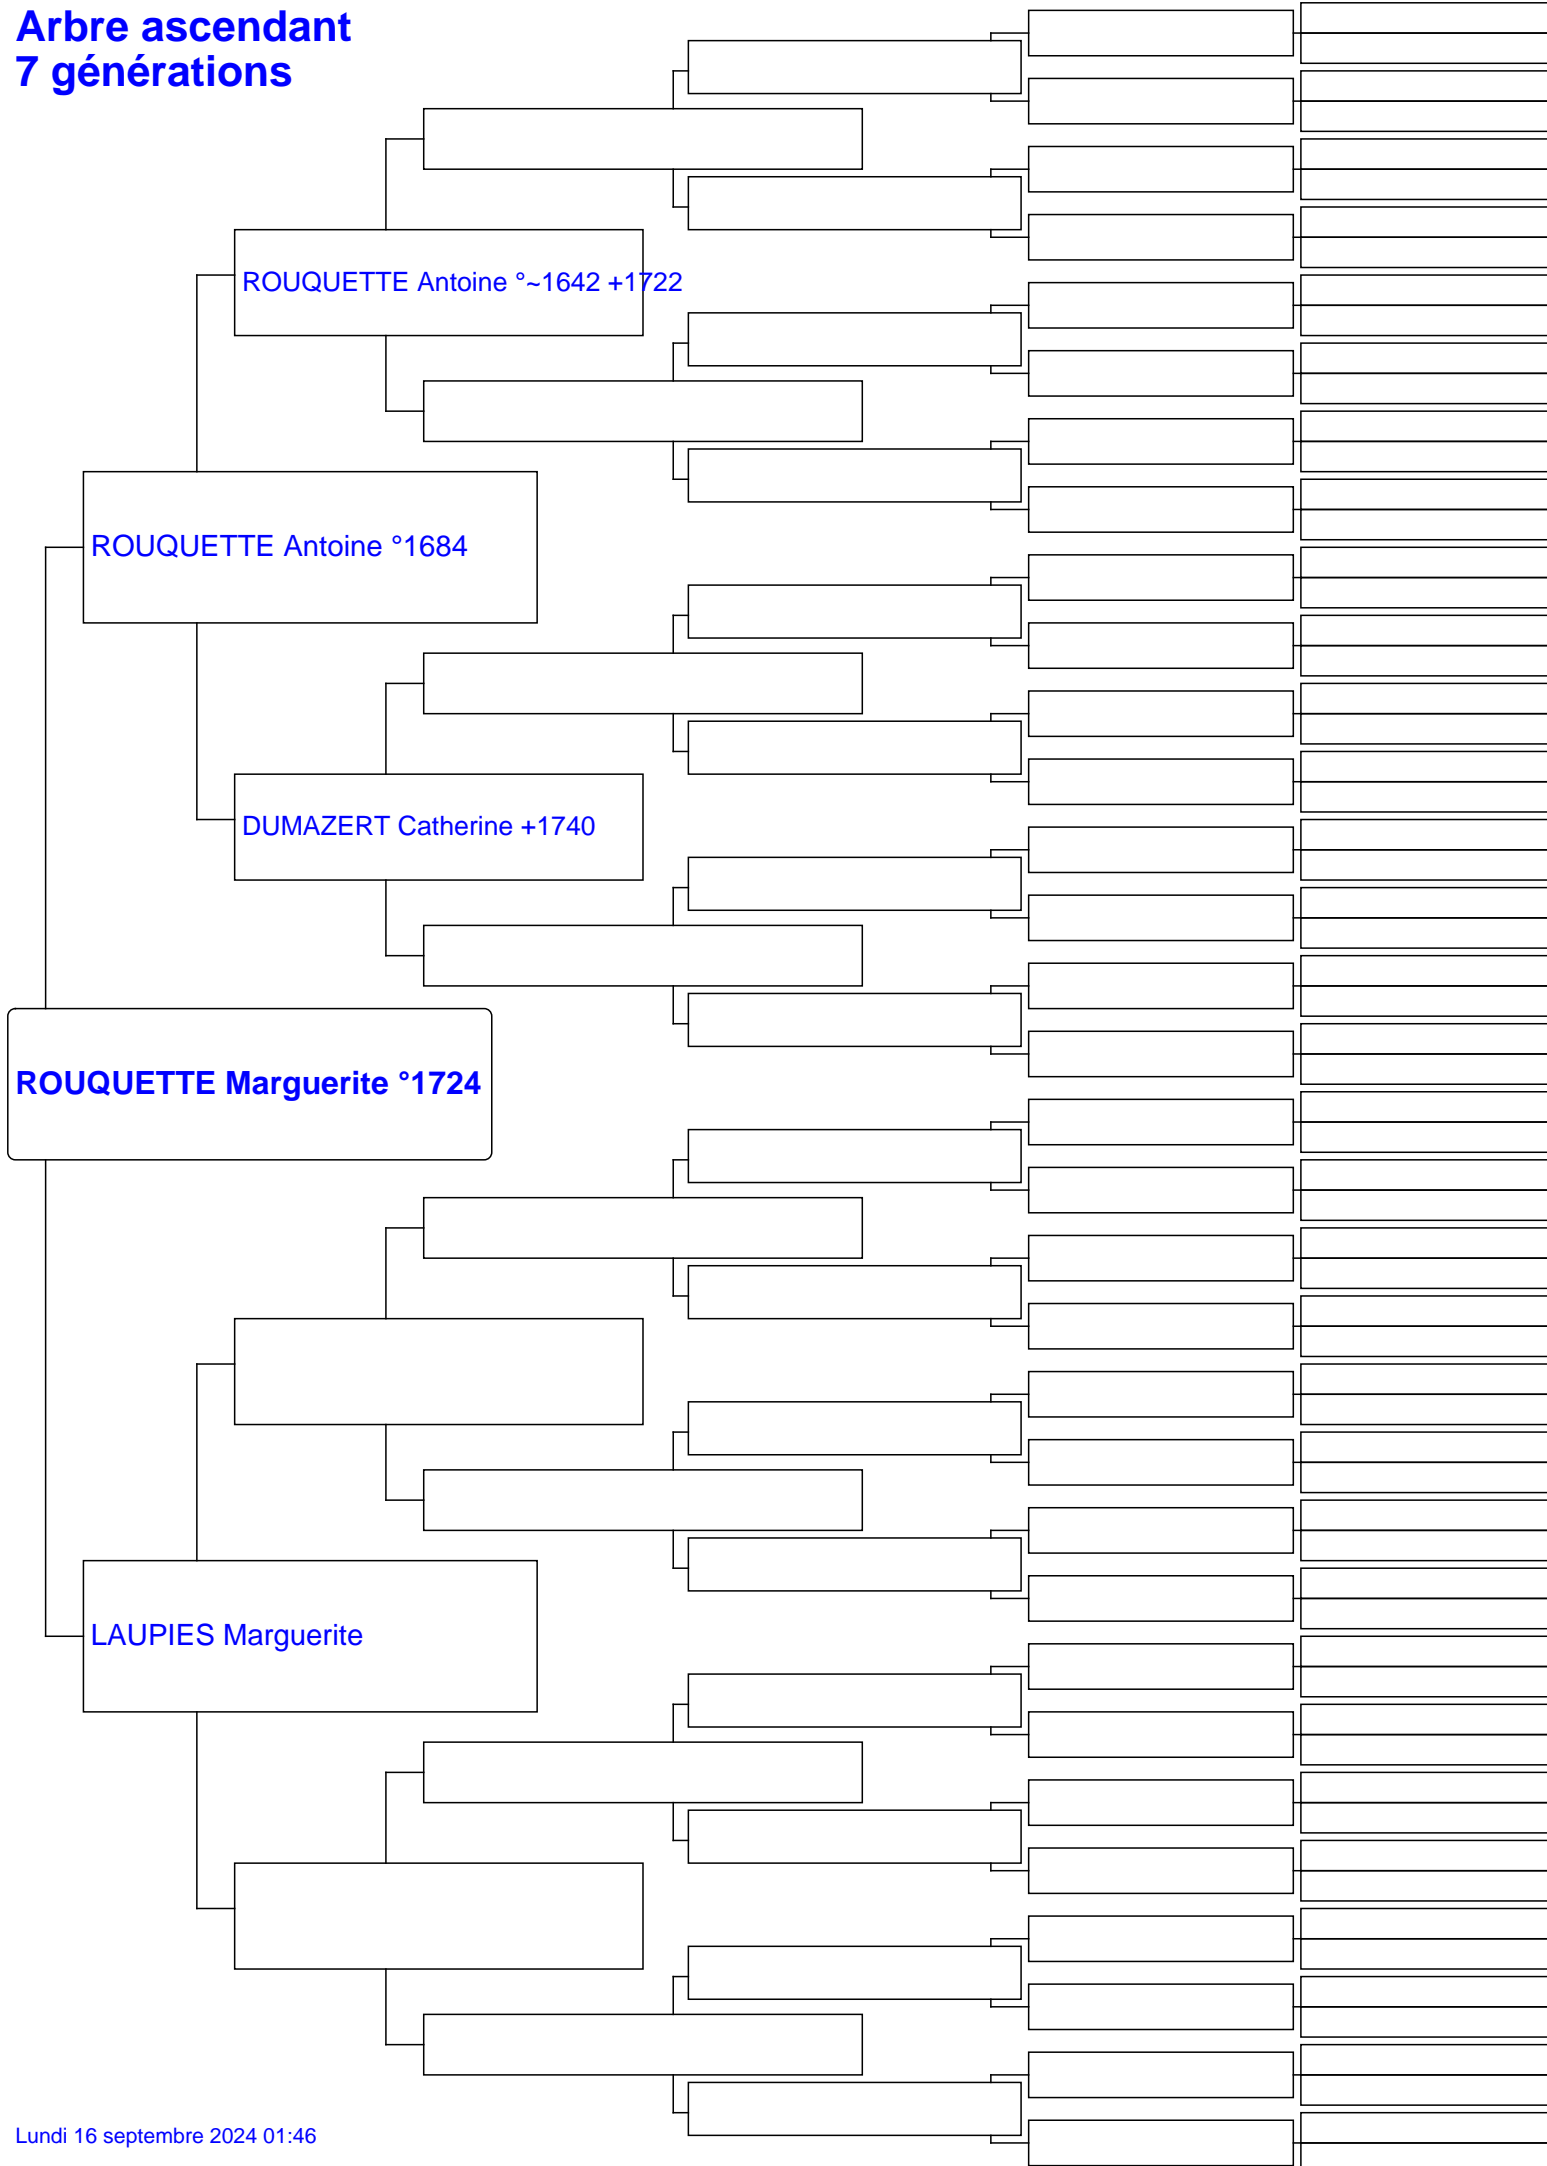 Arbre ascendant
7 générations
ROUQUETTE Antoine °~1642 +1722
ROUQUETTE Antoine °1684
DUMAZERT Catherine +1740
ROUQUETTE Marguerite °1724
LAUPIES Marguerite
Lundi 16 septembre 2024 01:46